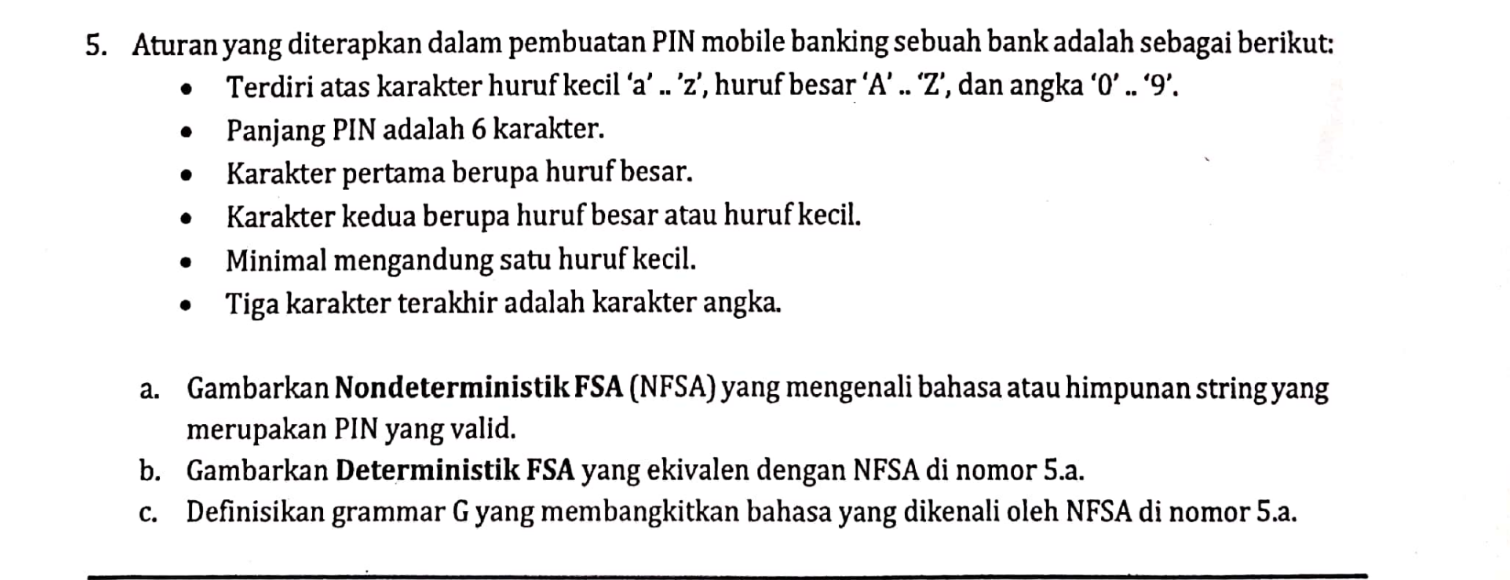 5. Aturan yang diterapkan dalam pembuatan PIN mobile banking sebuah bank adalah sebagai berikut:
• Terdiri atas karakter huruf kecil ‘a’ .. ’z’, huruf besar ‘A’ .. ‘Z’, dan angka ‘0’ .. ‘9’.
• Panjang PIN adalah 6 karakter.
• Karakter pertama berupa huruf besar.
• Karakter kedua berupa huruf besar atau huruf kecil.
• Minimal mengandung satu huruf kecil.
• Tiga karakter terakhir adalah karakter angka.
a. Gambarkan Nondeterministik FSA (NFSA) yang mengenali bahasa atau himpunan string yang
merupakan PIN yang valid.
b. Gambarkan Deterministik FSA yang ekivalen dengan NFSA di nomor 5.a.
c. Definisikan grammar G yang membangkitkan bahasa yang dikenali oleh NFSA di nomor 5.a.